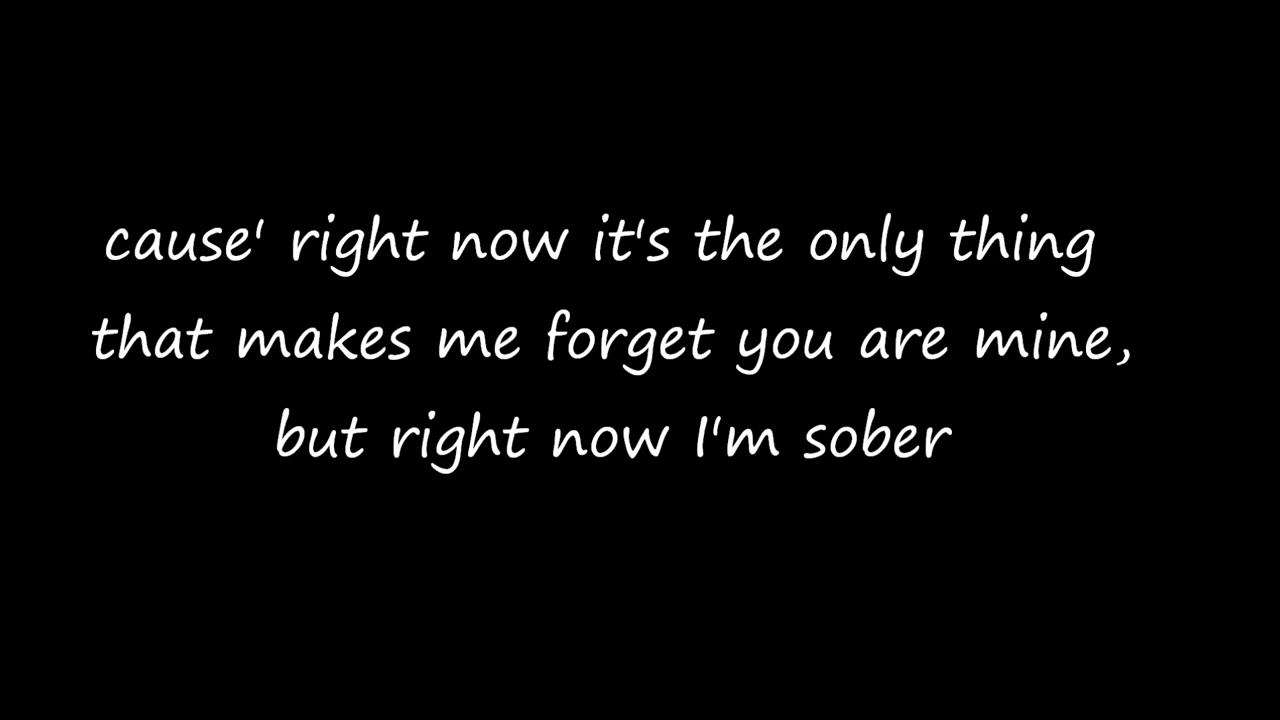 cause' right now it's the only thing
that makes me forget you are mine,
but right now I'm sober